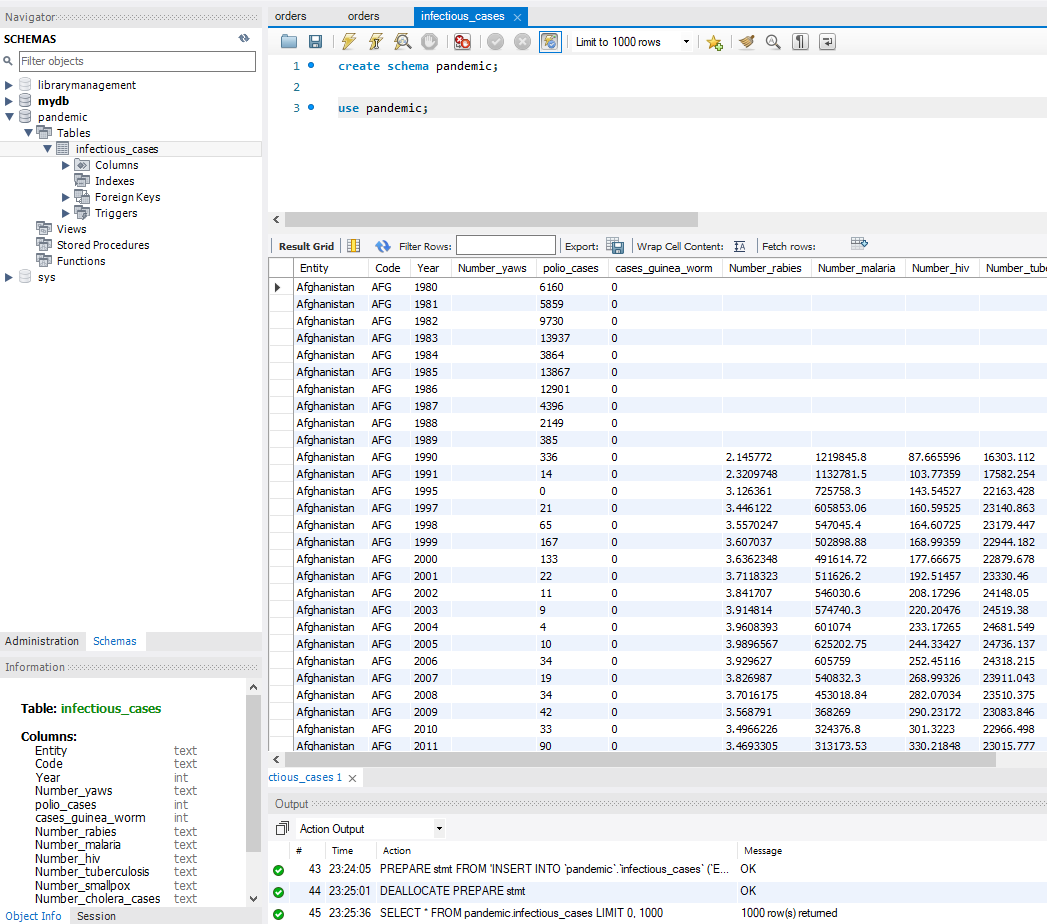 Navigator
SCHEMAS
Filter objects
librarymanagement
mydb
pandemic
Tables
infectious_cases
Columns
Indexes
Foreign Keys
Triggers
Views
Stored Procedures
Functions
sys
Administration Schemas
Information
Table: infectious_cases
Columns:
Entity text
Code text
Year int
Number_yaws text
polio_cases int
cases_guinea_worm int
Number_rabies text
Number_malaria text
Number_hiv text
Number_tuberculosis text
Number_smallpox text
Number_cholera_cases text
Object Info Session
orders orders infectious_cases
Limit to 1000 rows
1 create schema pandemic;
2
3 use pandemic;
Result Grid Filter Rows: Export: Wrap Cell Content: Fetch rows:
Entity Code Year Number_yaws polio_cases cases_guinea_worm Number_rabies Number_malaria Number_hiv Number_tube
Afghanistan AFG 1980 6160 0
Afghanistan AFG 1981 5859 0
Afghanistan AFG 1982 9730 0
Afghanistan AFG 1983 13937 0
Afghanistan AFG 1984 3864 0
Afghanistan AFG 1985 13867 0
Afghanistan AFG 1986 12901 0
Afghanistan AFG 1987 4396 0
Afghanistan AFG 1988 2149 0
Afghanistan AFG 1989 385 0
Afghanistan AFG 1990 336 0 2.145772 1219845.8 87.665596 16303.112
Afghanistan AFG 1991 14 0 2.3209748 1132781.5 103.77359 17582.254
Afghanistan AFG 1995 0 0 3.126361 725758.3 143.54527 22163.428
Afghanistan AFG 1997 21 0 3.446122 605853.06 160.59525 23140.863
Afghanistan AFG 1998 65 0 3.5570247 547045.4 164.60725 23179.447
Afghanistan AFG 1999 167 0 3.607037 502898.88 168.99359 22944.182
Afghanistan AFG 2000 133 0 3.6362348 491614.72 177.66675 22879.678
Afghanistan AFG 2001 22 0 3.7118323 511626.2 192.51457 23330.46
Afghanistan AFG 2002 11 0 3.841707 546030.6 208.17296 24148.05
Afghanistan AFG 2003 9 0 3.914814 574740.3 220.20476 24519.38
Afghanistan AFG 2004 4 0 3.9608393 601074 233.17265 24681.549
Afghanistan AFG 2005 10 0 3.9896567 625202.75 244.33427 24736.137
Afghanistan AFG 2006 34 0 3.929627 605759 252.45116 24318.215
Afghanistan AFG 2007 19 0 3.826987 540832.3 268.99326 23911.043
Afghanistan AFG 2008 34 0 3.7016175 453018.84 282.07034 23510.375
Afghanistan AFG 2009 42 0 3.568791 368269 290.23172 23083.846
Afghanistan AFG 2010 33 0 3.4966226 324376.8 301.3223 22966.498
Afghanistan AFG 2011 90 0 3.4693305 313173.53 330.21848 23015.777
ctious_cases 1
Output
Action Output
# Time Action Message
43 23:24:05 PREPARE stmt FROM 'INSERT INTO `pandemic`.`infectious_cases` (`E... OK
44 23:25:01 DEALLOCATE PREPARE stmt OK
45 23:25:36 SELECT * FROM pandemic.infectious_cases LIMIT 0, 1000 1000 row(s) returned